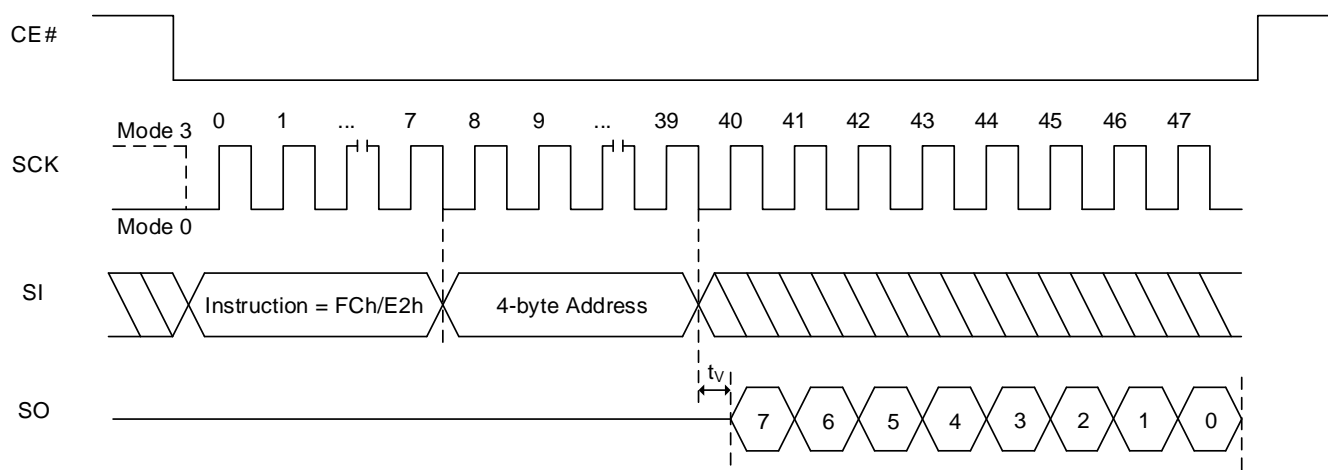 CE#
0 1 ... 7 8 9 ... 39 40 41 42 43 44 45 46 47
Mode 3
SCK
Mode 0
SI
Instruction = FCh/E2h
4-byte Address
tV
SO
7 6 5 4 3 2 1 0